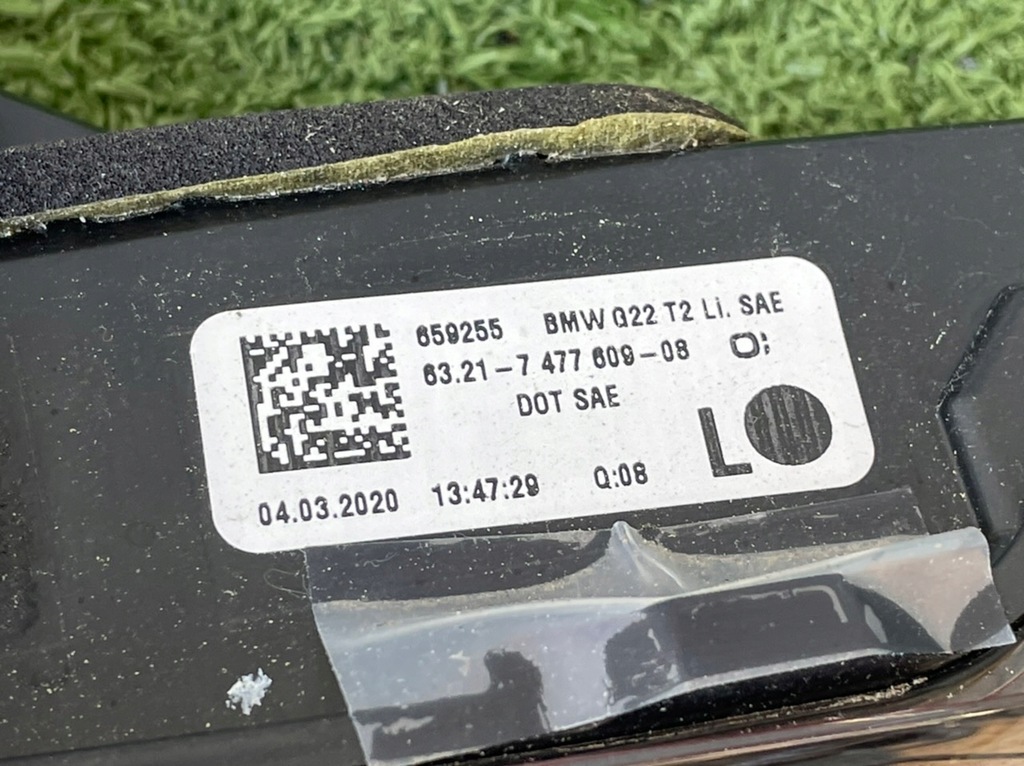 659255 BMW G22 T2 Li. SAE
63.21-7 477 609-08
DOT SAE
L
04.03.2020 13:47:29 Q:08